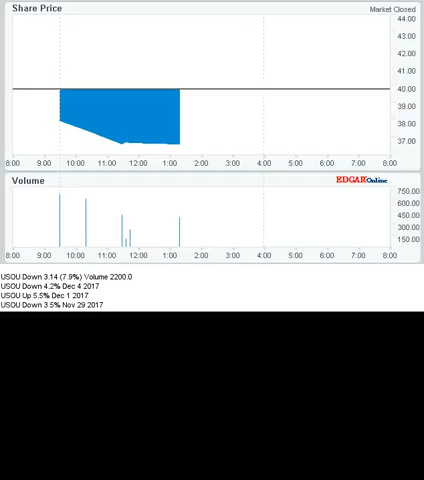 Share Price
Market Closed
44.00
43.00
42.00
41.00
40.00
39.00
38.00
37.00
8:00 9:00 10:00 11:00 12:00 1:00 2:00 3:00 4:00 5:00 6:00 7:00 8:00
Volume
EDGAROnline
750.00
600.00
450.00
300.00
150.00
8:00 9:00 10:00 11:00 12:00 1:00 2:00 3:00 4:00 5:00 6:00 7:00 8:00
USOU Down 3.14 (7.9%) Volume 2200.0
USOU Down 4.2% Dec 4 2017
USOU Up 5.5% Dec 1 2017
USOU Down 3.5% Nov 29 2017